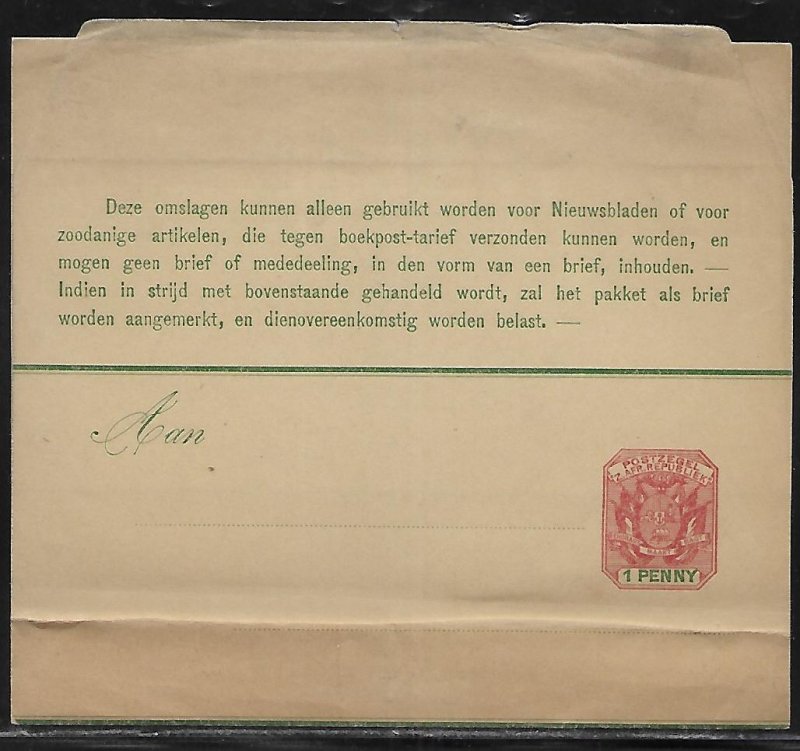 Deze omslagen kunnen alleen gebruikt worden voor Nieuwsbladen of voor
zoodanige artikelen, die tegen boekpost-tarief verzonden kunnen worden, en
mogen geen brief of mededeeling, in den vorm van een brief, inhouden. —
Indien in strijd met bovenstaande gehandeld wordt, zal het pakket als brief
worden aangemerkt, en dienovereenkomstig worden belast. —
Aan
POSTZEGEL
Z. AFR. REPUBLIEK
MAAKT MAGT
1 PENNY